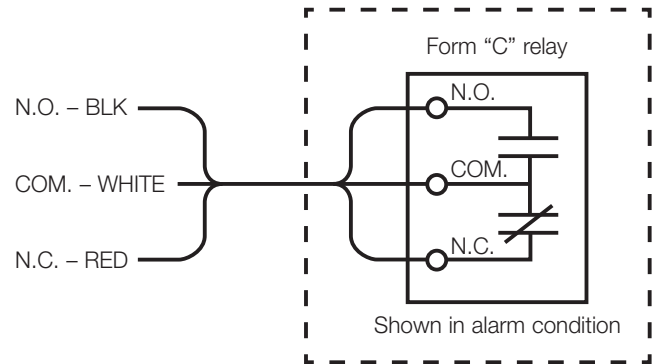 Form “C” relay
N.O. – BLK
N.O.
COM. – WHITE
COM.
N.C. – RED
N.C.
Shown in alarm condition